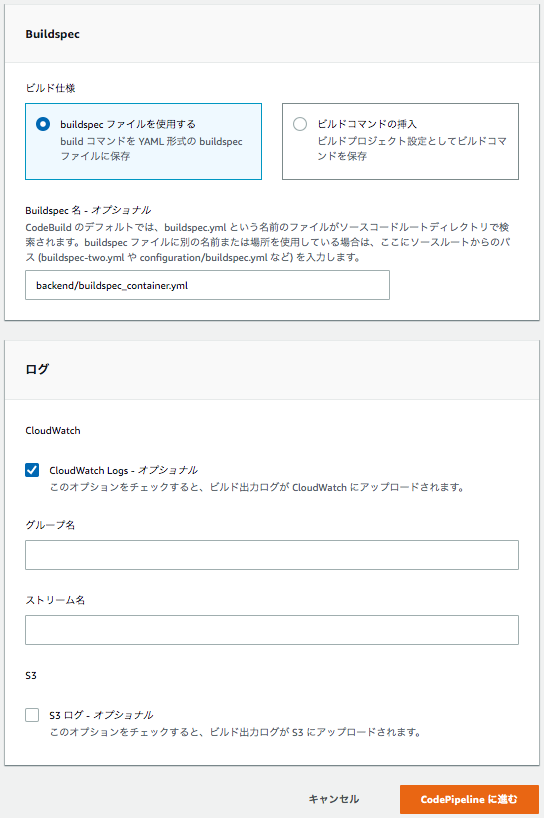 Buildspec
ビルド仕様
buildspec ファイルを使用する
build コマンドを YAML 形式の buildspec
ファイルに保存
ビルドコマンドの挿入
ビルドプロジェクト設定としてビルドコマ
ンドを保存
Buildspec 名 - オプショナル
CodeBuild のデフォルトでは、buildspec.yml という名前のファイルがソースコードルートディレクトリで検
索されます。buildspec ファイルに別の名前または場所を使用している場合は、ここにソースルートからのパ
ス (buildspec-two.yml や configuration/buildspec.yml など) を入力します。
backend/buildspec_container.yml
ログ
CloudWatch
CloudWatch Logs - オプショナル
このオプションをチェックすると、ビルド出力ログが CloudWatch にアップロードされます。
グループ名
ストリーム名
S3
S3 ログ - オプショナル
このオプションをチェックすると、ビルド出力ログが S3 にアップロードされます。
キャンセル
CodePipeline に進む